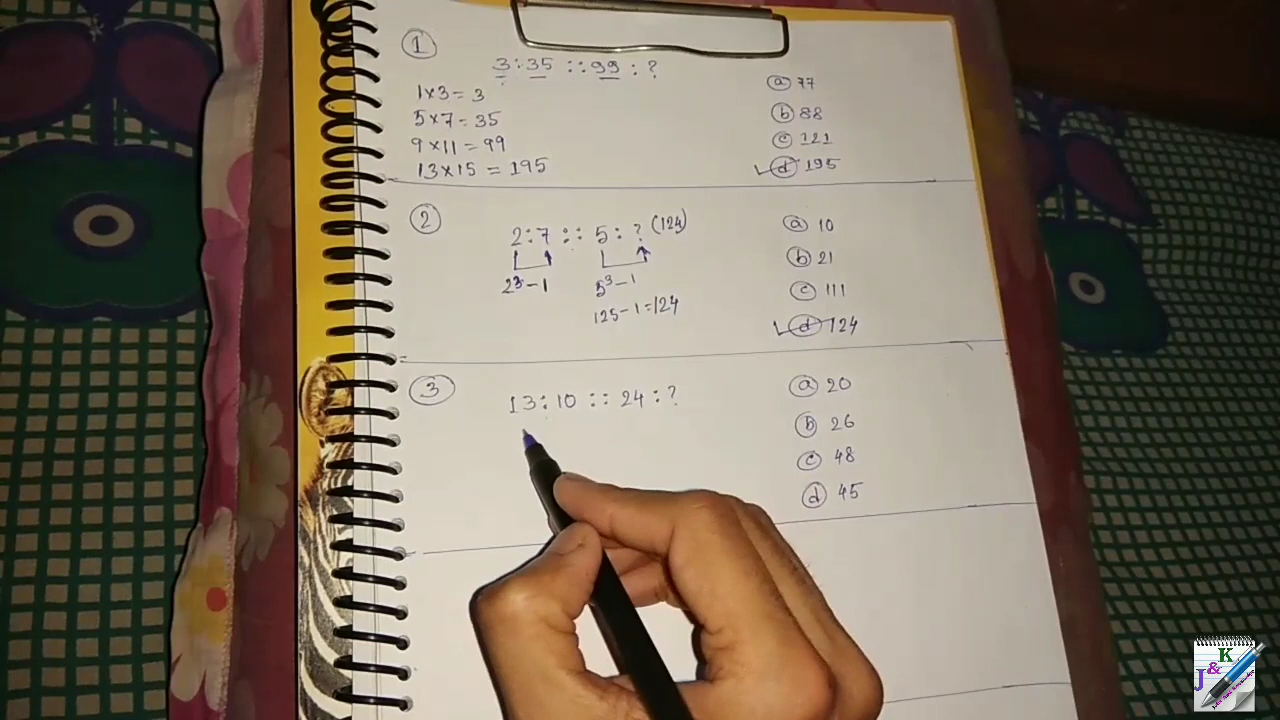 1
3 : 35 :: 99 : ?
1×3 = 3
5×7 = 35
9×11 = 99
13×15 = 195
a 77
b 88
c 121
d 195
2
2 : 7 :: 5 : ? (124)
2³-1
5³-1
125-1=124
a 10
b 21
c 111
d 124
3
13 : 10 :: 24 : ?
a 20
b 26
c 48
d 45
J&K